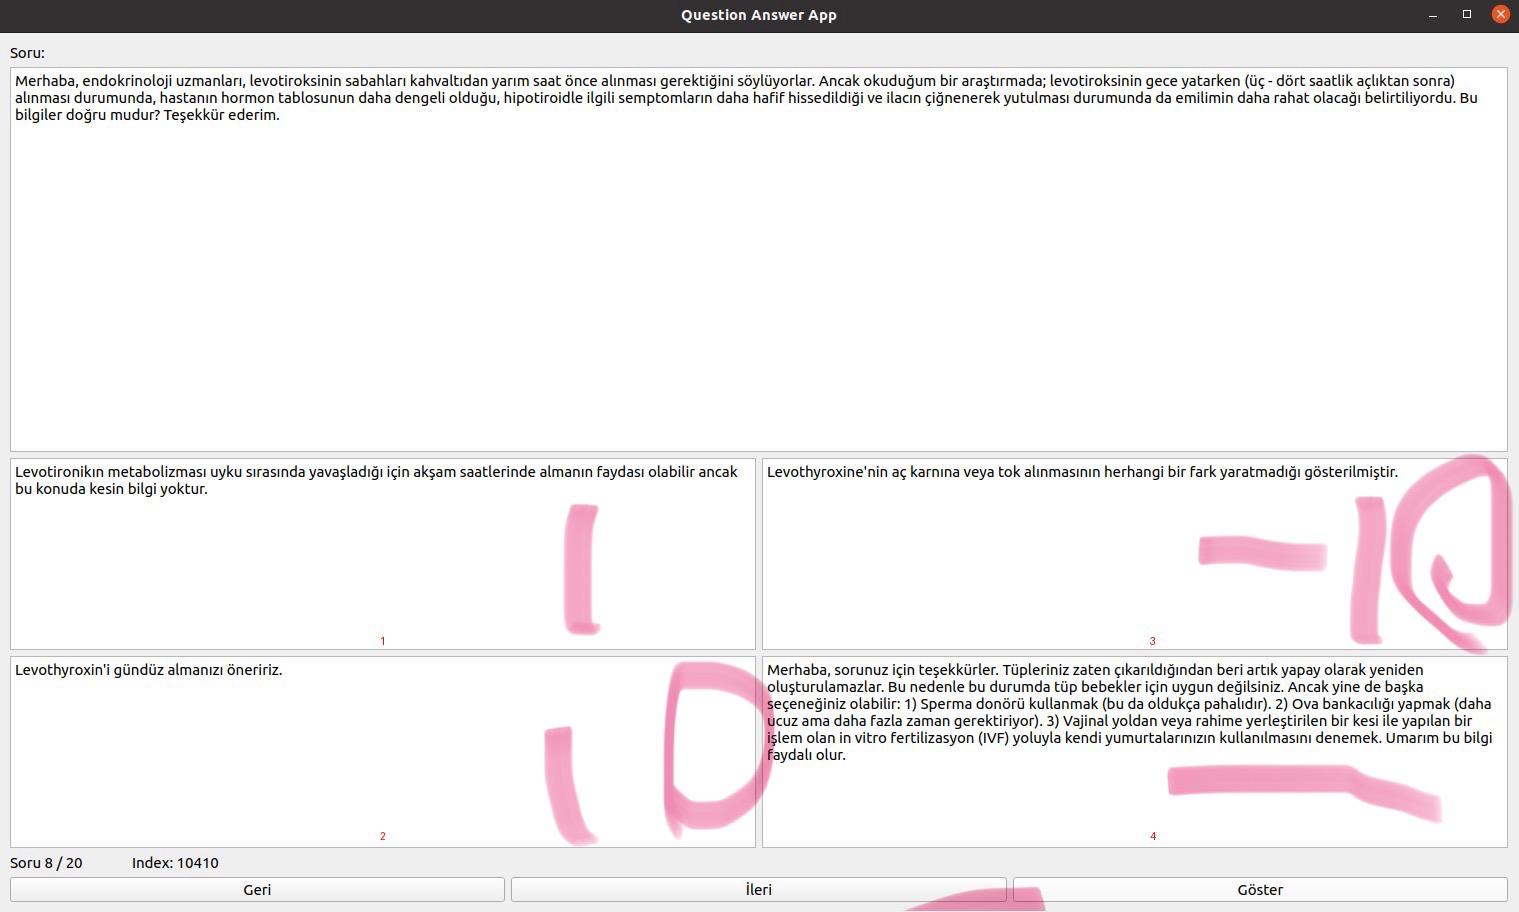 Question Answer App
Soru:
Merhaba, endokrinoloji uzmanları, levotiroksinin sabahları kahvaltıdan yarım saat önce alınması gerektiğini söylüyorlar. Ancak okuduğum bir araştırmada; levotiroksinin gece yatarken (üç - dört saatlik açlıktan sonra)
alınması durumunda, hastanın hormon tablosunun daha dengeli olduğu, hipotiroidle ilgili semptomların daha hafif hissedildiği ve ilacın çiğnenerek yutulması durumunda da emilimin daha rahat olacağı belirtiliyordu. Bu
bilgiler doğru mudur? Teşekkür ederim.
Levotironikın metabolizması uyku sırasında yavaşladığı için akşam saatlerinde almanın faydası olabilir ancak
bu konuda kesin bilgi yoktur.
1
1
Levothyroxine'nin aç karnına veya tok alınmasının herhangi bir fark yaratmadığı gösterilmiştir.
-10
3
Levothyroxin'i gündüz almanızı öneririz.
10
2
Merhaba, sorunuz için teşekkürler. Tüpleriniz zaten çıkarıldığından beri artık yapay olarak yeniden
oluşturulamazlar. Bu nedenle bu durumda tüp bebekler için uygun değilsiniz. Ancak yine de başka
seçeneğiniz olabilir: 1) Sperma donörü kullanmak (bu da oldukça pahalıdır). 2) Ova bankacılığı yapmak (daha
ucuz ama daha fazla zaman gerektiriyor). 3) Vajinal yoldan veya rahime yerleştirilen bir kesi ile yapılan bir
işlem olan in vitro fertilizasyon (IVF) yoluyla kendi yumurtalarınızın kullanılmasını denemek. Umarım bu bilgi
faydalı olur.
4
Soru 8 / 20 Index: 10410
Geri İleri Göster